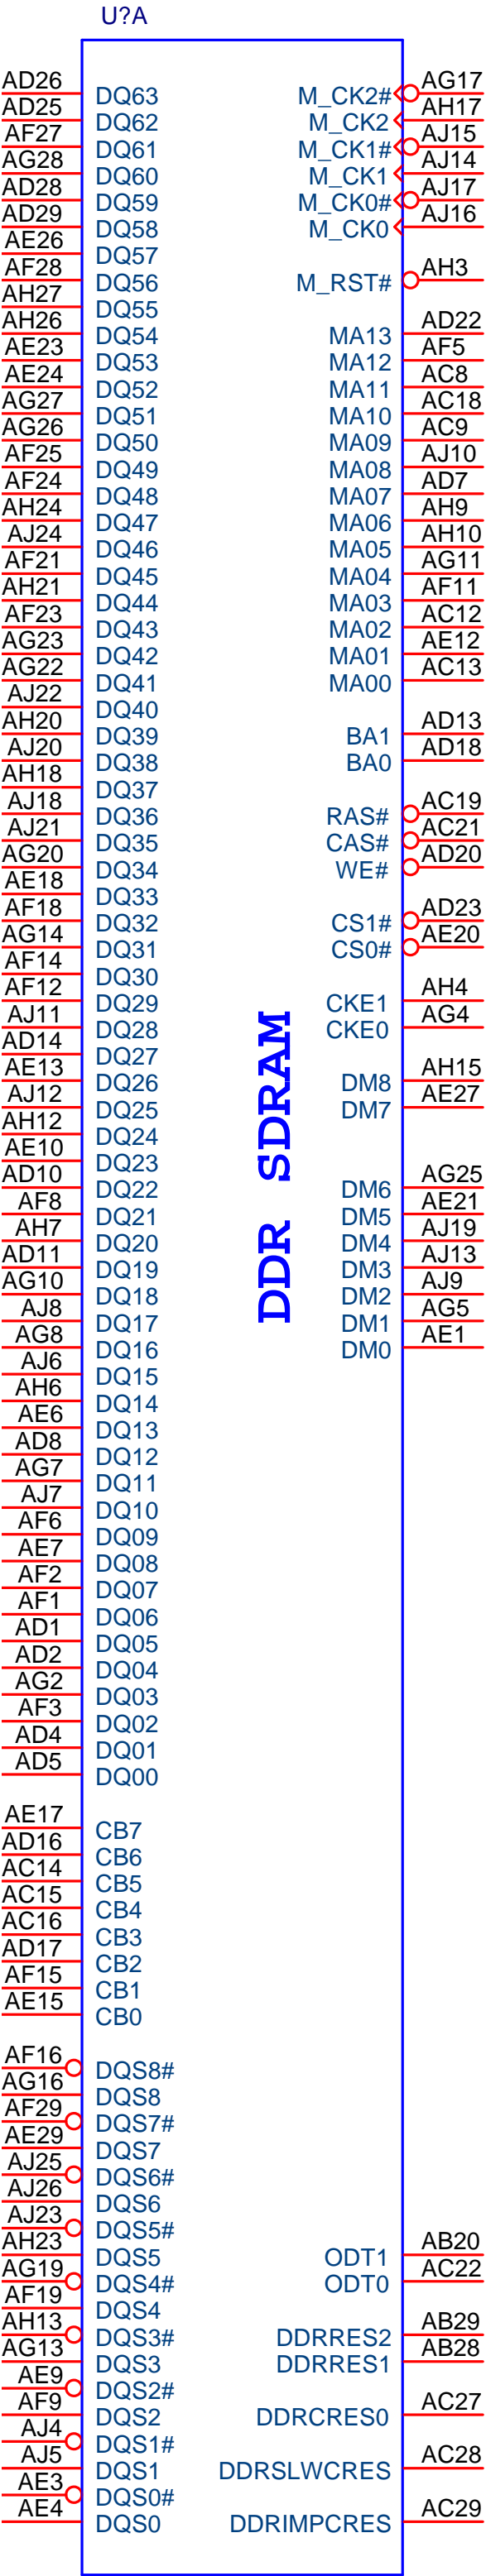 U?A
AD26 DQ63 M_CK2# AG17
AD25 DQ62 M_CK2 AH17
AF27 DQ61 M_CK1# AJ15
AG28 DQ60 M_CK1 AJ14
AD28 DQ59 M_CK0# AJ17
AD29 DQ58 M_CK0 AJ16
AE26 DQ57
AF28 DQ56 M_RST# AH3
AH27 DQ55
AH26 DQ54 MA13 AD22
AE23 DQ53 MA12 AF5
AE24 DQ52 MA11 AC8
AG27 DQ51 MA10 AC18
AG26 DQ50 MA09 AC9
AF25 DQ49 MA08 AJ10
AF24 DQ48 MA07 AD7
AH24 DQ47 MA06 AH9
AJ24 DQ46 MA05 AH10
AF21 DQ45 MA04 AG11
AH21 DQ44 MA03 AF11
AF23 DQ43 MA02 AC12
AG23 DQ42 MA01 AE12
AG22 DQ41 MA00 AC13
AJ22 DQ40
AH20 DQ39 BA1 AD13
AJ20 DQ38 BA0 AD18
AH18 DQ37
AJ18 DQ36 RAS# AC19
AJ21 DQ35 CAS# AC21
AG20 DQ34 WE# AD20
AE18 DQ33
AF18 DQ32 CS1# AD23
AG14 DQ31 CS0# AE20
AF14 DQ30
AF12 DQ29 CKE1 AH4
AJ11 DQ28 CKE0 AG4
AD14 DQ27
AE13 DQ26 DM8 AH15
AJ12 DQ25 DM7 AE27
AH12 DQ24
AE10 DQ23
AD10 DQ22 DM6 AG25
AF8 DQ21 DM5 AE21
AH7 DQ20 DM4 AJ19
AD11 DQ19 DM3 AJ13
AG10 DQ18 DM2 AJ9
AJ8 DQ17 DM1 AG5
AG8 DQ16 DM0 AE1
DDR SDRAM
AJ6 DQ15
AH6 DQ14
AE6 DQ13
AD8 DQ12
AG7 DQ11
AJ7 DQ10
AF6 DQ09
AE7 DQ08
AF2 DQ07
AF1 DQ06
AD1 DQ05
AD2 DQ04
AG2 DQ03
AF3 DQ02
AD4 DQ01
AD5 DQ00
AE17 CB7
AD16 CB6
AC14 CB5
AC15 CB4
AC16 CB3
AD17 CB2
AF15 CB1
AE15 CB0
AF16 DQS8#
AG16 DQS8
AF29 DQS7#
AE29 DQS7
AJ25 DQS6#
AJ26 DQS6
AJ23 DQS5#
AH23 DQS5 ODT1 AB20
AG19 DQS4# ODT0 AC22
AF19 DQS4
AH13 DQS3# DDRRES2 AB29
AG13 DQS3 DDRRES1 AB28
AE9 DQS2#
AF9 DQS2 DDRCRES0 AC27
AJ4 DQS1#
AJ5 DQS1 DDRSLWCRES AC28
AE3 DQS0#
AE4 DQS0 DDRIMPCRES AC29